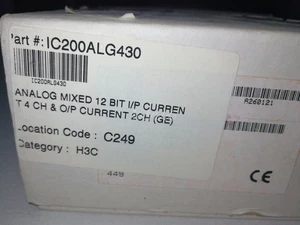 Part #: IC200ALG430
IC200ALG430
ANALOG MIXED 12 BIT I/P CURREN
T 4 CH & O/P CURRENT 2CH (GE)
Location Code : C249
Category : H3C
A260121
449
CE